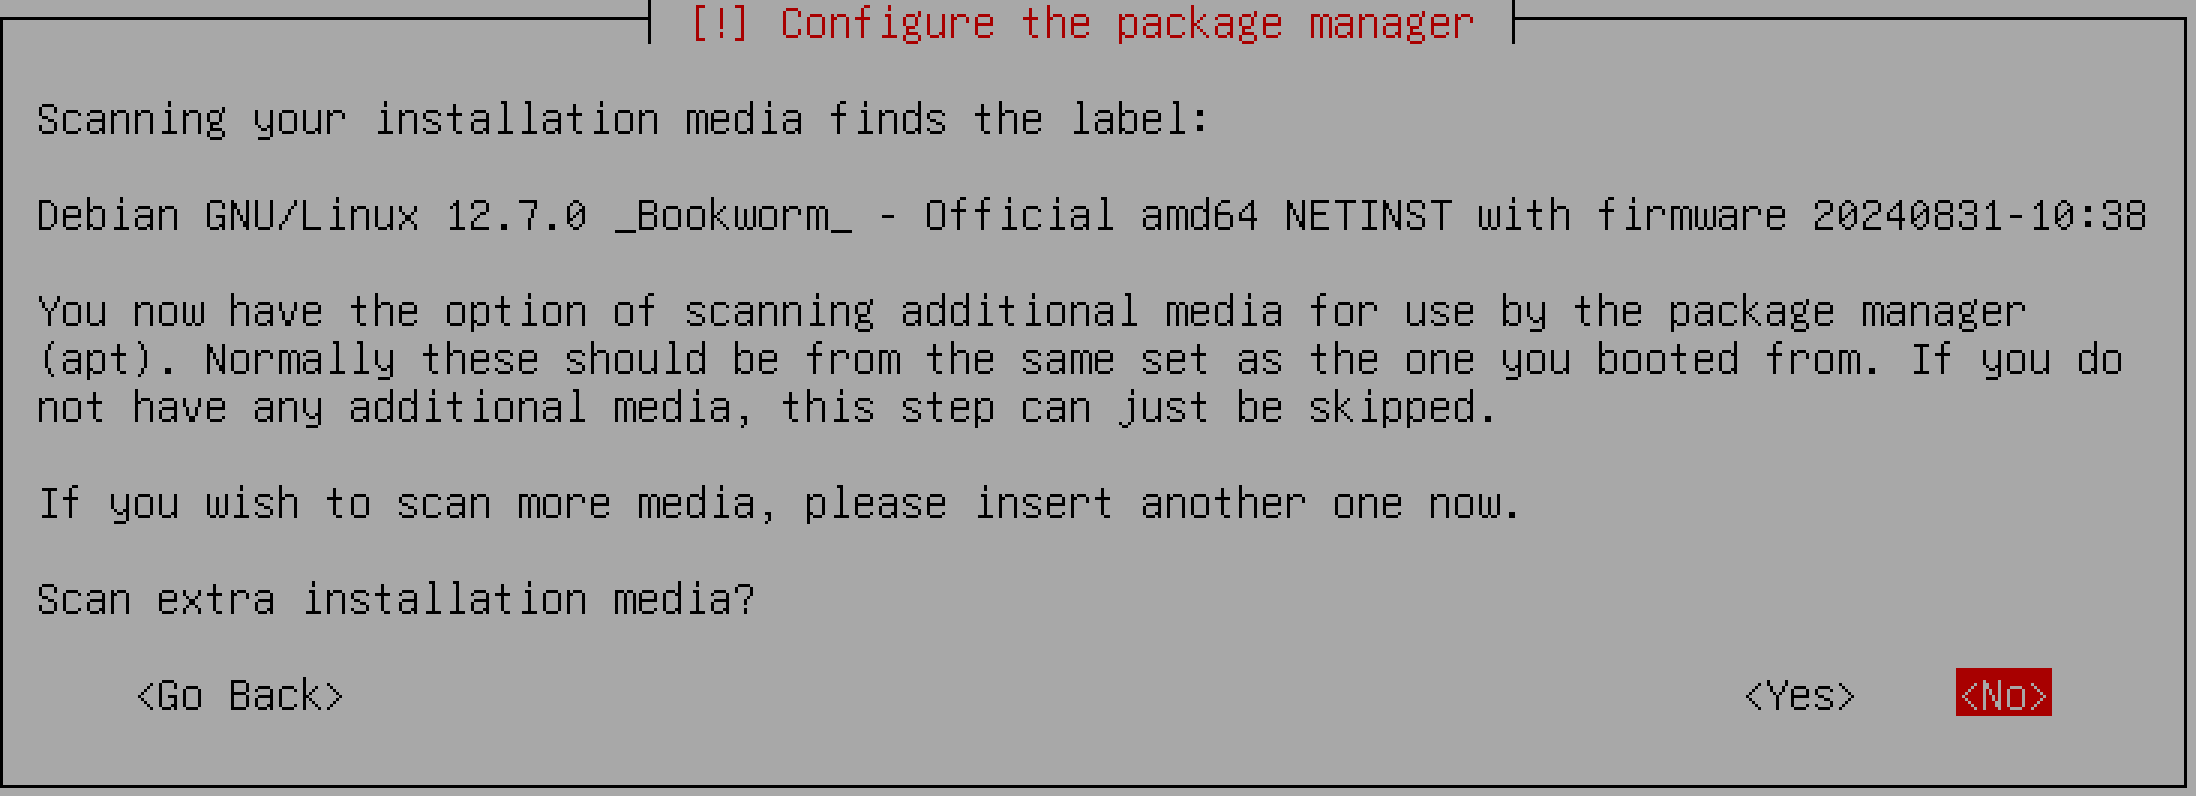 [!] Configure the package manager
Scanning your installation media finds the label:
Debian GNU/Linux 12.7.0 _Bookworm_ - Official amd64 NETINST with firmware 20240831-10:38
You now have the option of scanning additional media for use by the package manager
(apt). Normally these should be from the same set as the one you booted from. If you do
not have any additional media, this step can just be skipped.
If you wish to scan more media, please insert another one now.
Scan extra installation media?
<Go Back> <Yes> <No>